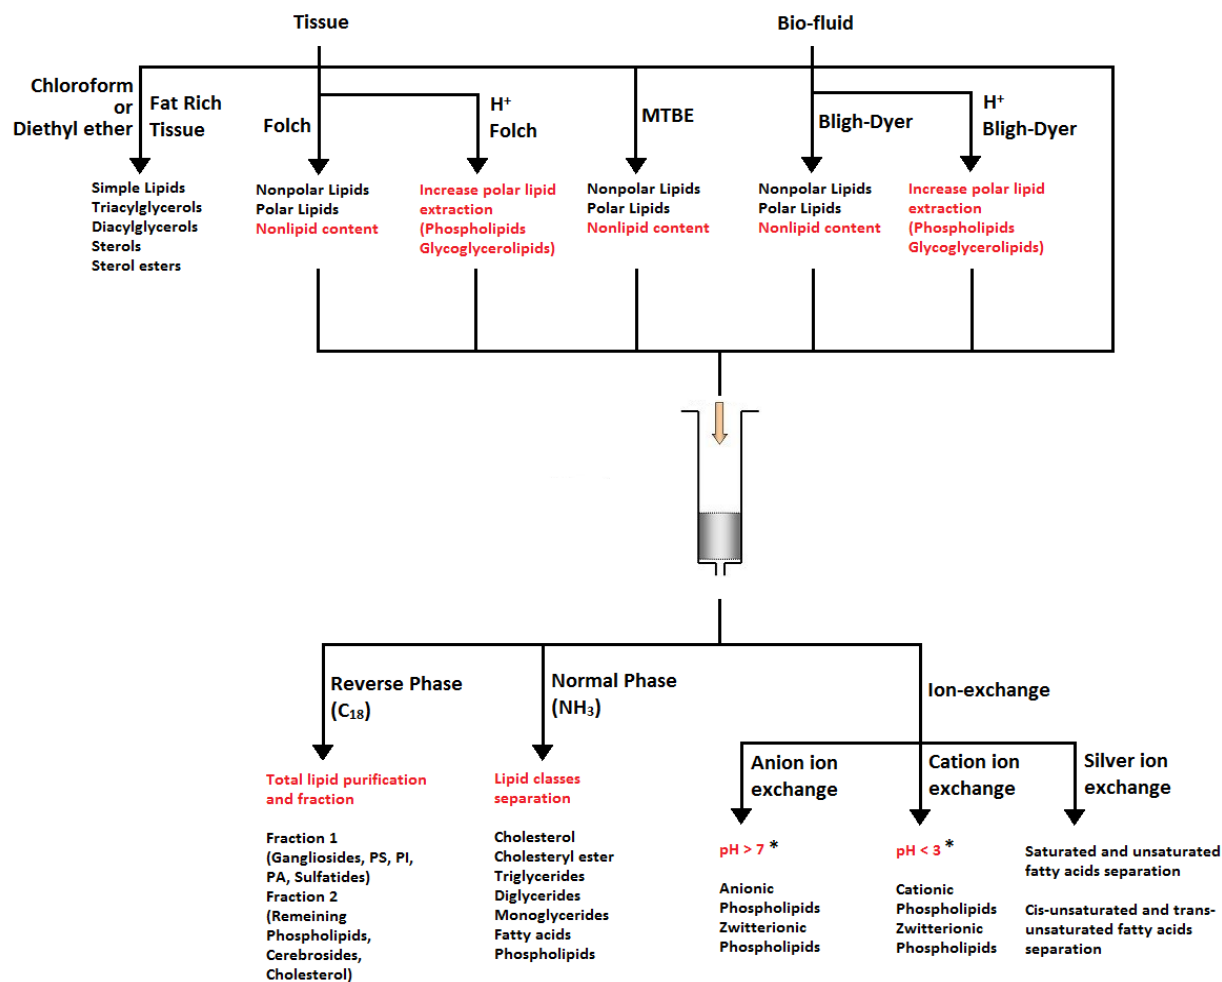 Tissue
Bio-fluid
Chloroform
or
Diethyl ether
Fat Rich
Tissue
Folch
H⁺
Folch
MTBE
Bligh-Dyer
H⁺
Bligh-Dyer
Simple Lipids
Triacylglycerols
Diacylglycerols
Sterols
Sterol esters
Nonpolar Lipids
Polar Lipids
Nonlipid content
Increase polar lipid
extraction
(Phospholipids
Glycoglycerolipids)
Nonpolar Lipids
Polar Lipids
Nonlipid content
Nonpolar Lipids
Polar Lipids
Nonlipid content
Increase polar lipid
extraction
(Phospholipids
Glycoglycerolipids)
Reverse Phase
(C₁₈)
Normal Phase
(NH₃)
Ion-exchange
Anion ion
exchange
Cation ion
exchange
Silver ion
exchange
Total lipid purification
and fraction
Fraction 1
(Gangliosides, PS, PI,
PA, Sulfatides)
Fraction 2
(Remeining
Phospholipids,
Cerebrosides,
Cholesterol)
Lipid classes
separation
Cholesterol
Cholesteryl ester
Triglycerides
Diglycerides
Monoglycerides
Fatty acids
Phospholipids
pH > 7 *
Anionic
Phospholipids
Zwitterionic
Phospholipids
pH < 3 *
Cationic
Phospholipids
Zwitterionic
Phospholipids
Saturated and unsaturated
fatty acids separation
Cis-unsaturated and trans-
unsaturated fatty acids
separation